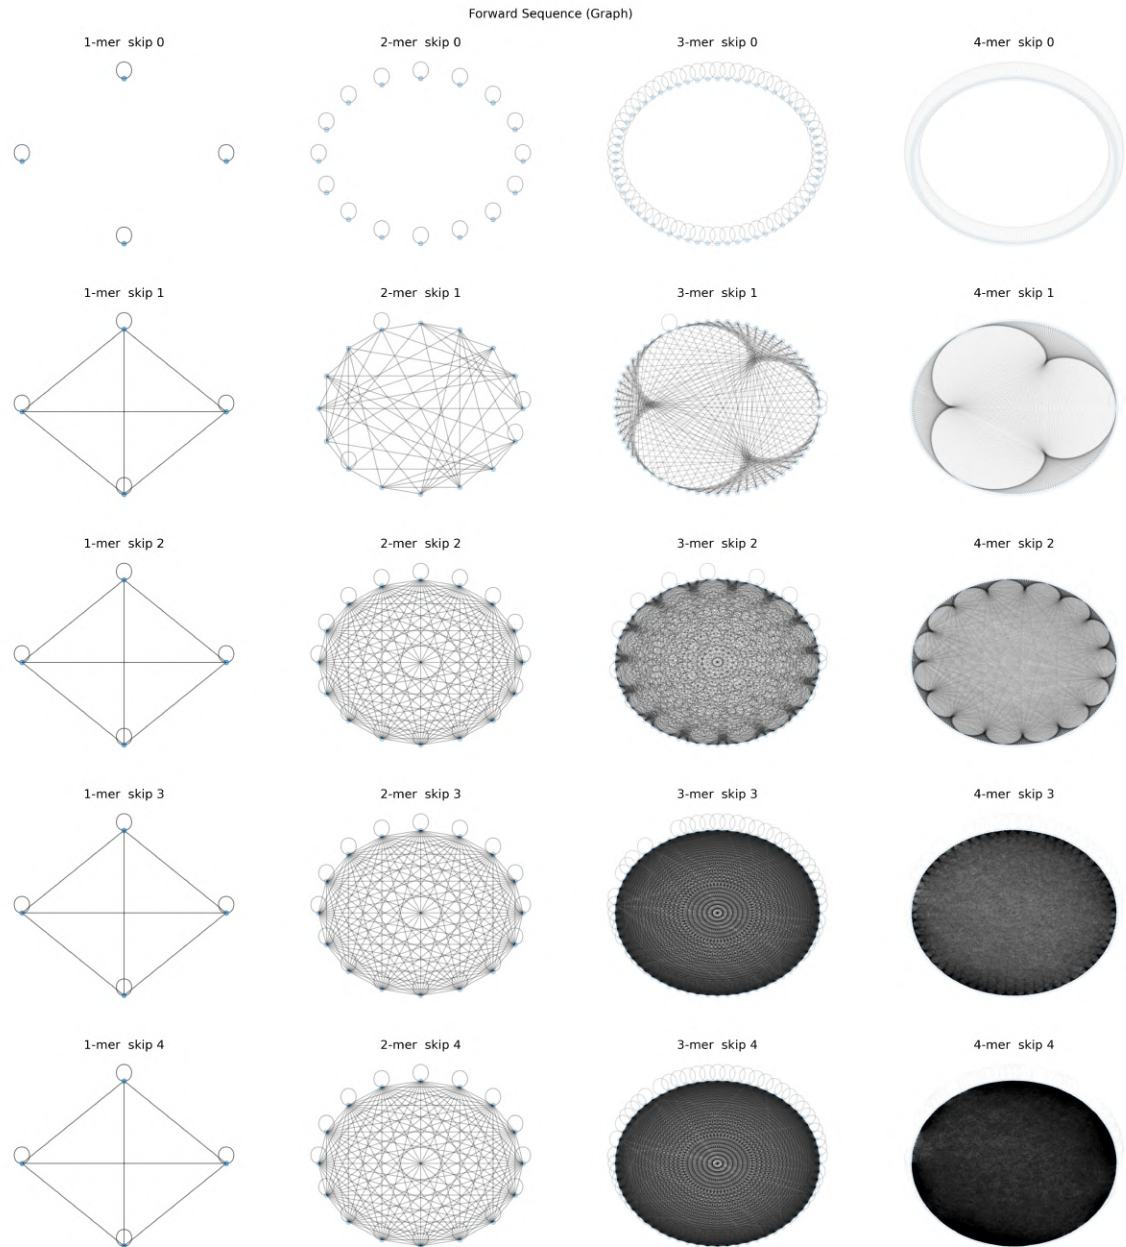 Forward Sequence (Graph)
1-mer skip 0
2-mer skip 0
3-mer skip 0
4-mer skip 0
1-mer skip 1
2-mer skip 1
3-mer skip 1
4-mer skip 1
1-mer skip 2
2-mer skip 2
3-mer skip 2
4-mer skip 2
1-mer skip 3
2-mer skip 3
3-mer skip 3
4-mer skip 3
1-mer skip 4
2-mer skip 4
3-mer skip 4
4-mer skip 4